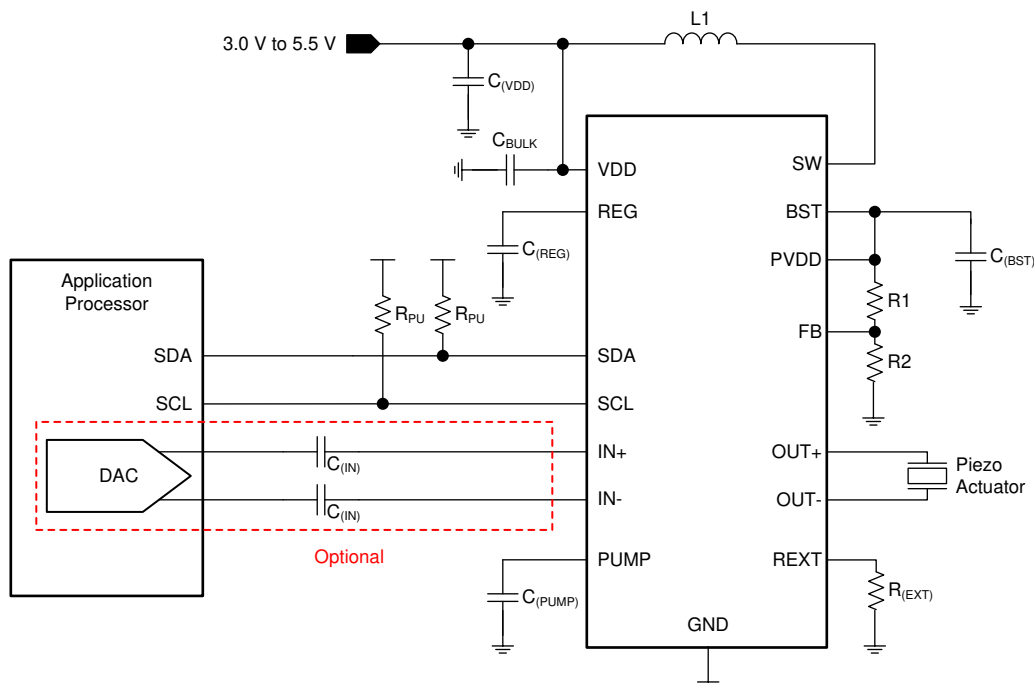 L1
3.0 V to 5.5 V
C(VDD)
CBULK
VDD
SW
REG
BST
C(REG)
PVDD
C(BST)
Application
Processor
RPU
RPU
R1
FB
SDA
SDA
R2
SCL
SCL
DAC
C(IN)
IN+
OUT+
Piezo
Actuator
C(IN)
IN-
OUT-
Optional
PUMP
REXT
C(PUMP)
R(EXT)
GND